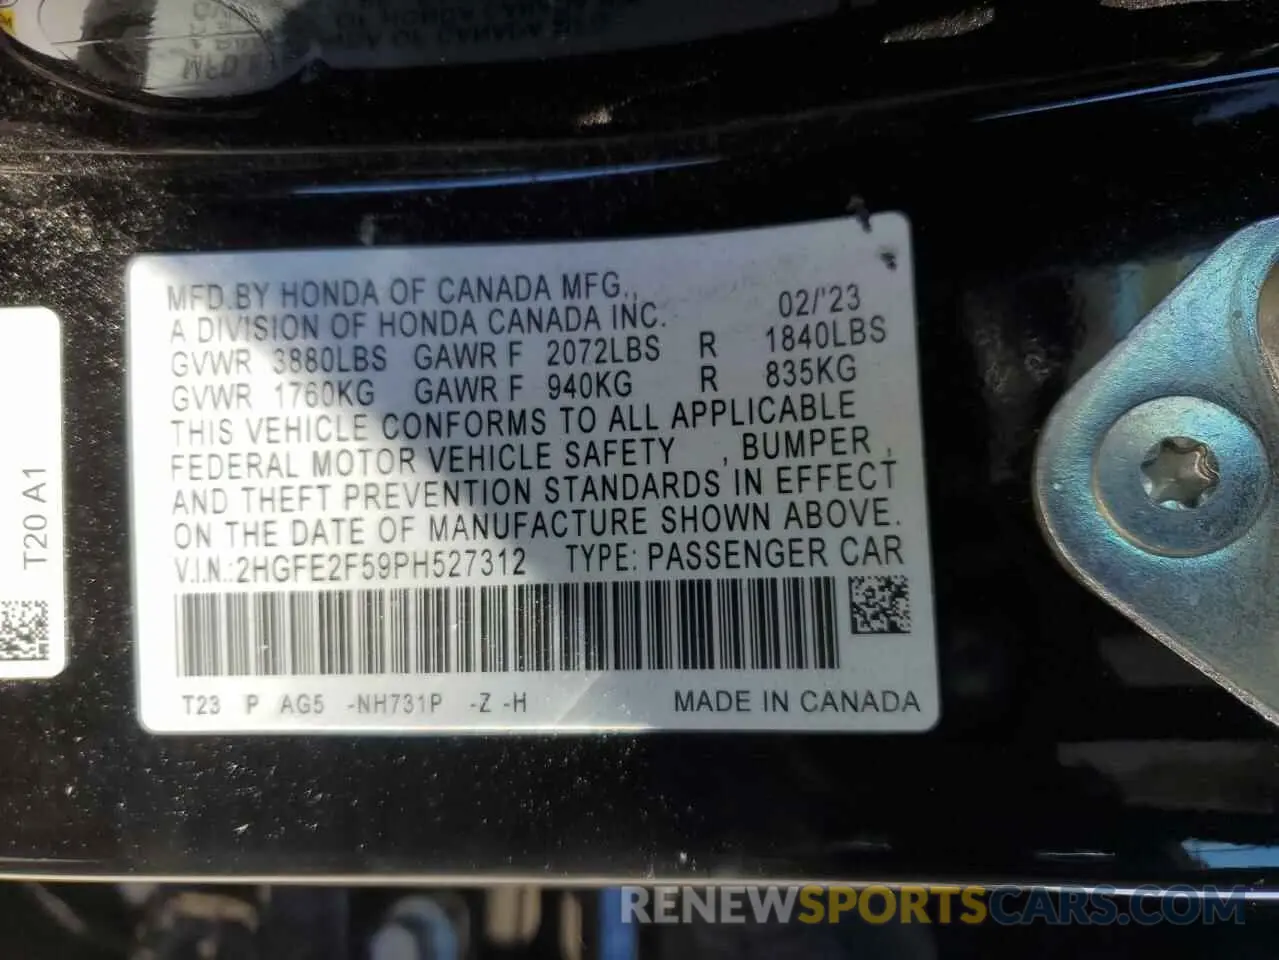 MFD.BY HONDA OF CANADA MFG.,
A DIVISION OF HONDA CANADA INC. 02/'23
GVWR 3880LBS GAWR F 2072LBS R 1840LBS
GVWR 1760KG GAWR F 940KG R 835KG
THIS VEHICLE CONFORMS TO ALL APPLICABLE
FEDERAL MOTOR VEHICLE SAFETY , BUMPER ,
AND THEFT PREVENTION STANDARDS IN EFFECT
ON THE DATE OF MANUFACTURE SHOWN ABOVE.
V.I.N.:2HGFE2F59PH527312 TYPE: PASSENGER CAR
T23 P AG5 -NH731P -Z -H MADE IN CANADA
T20 A1
RENEWSPORTSCARS.COM